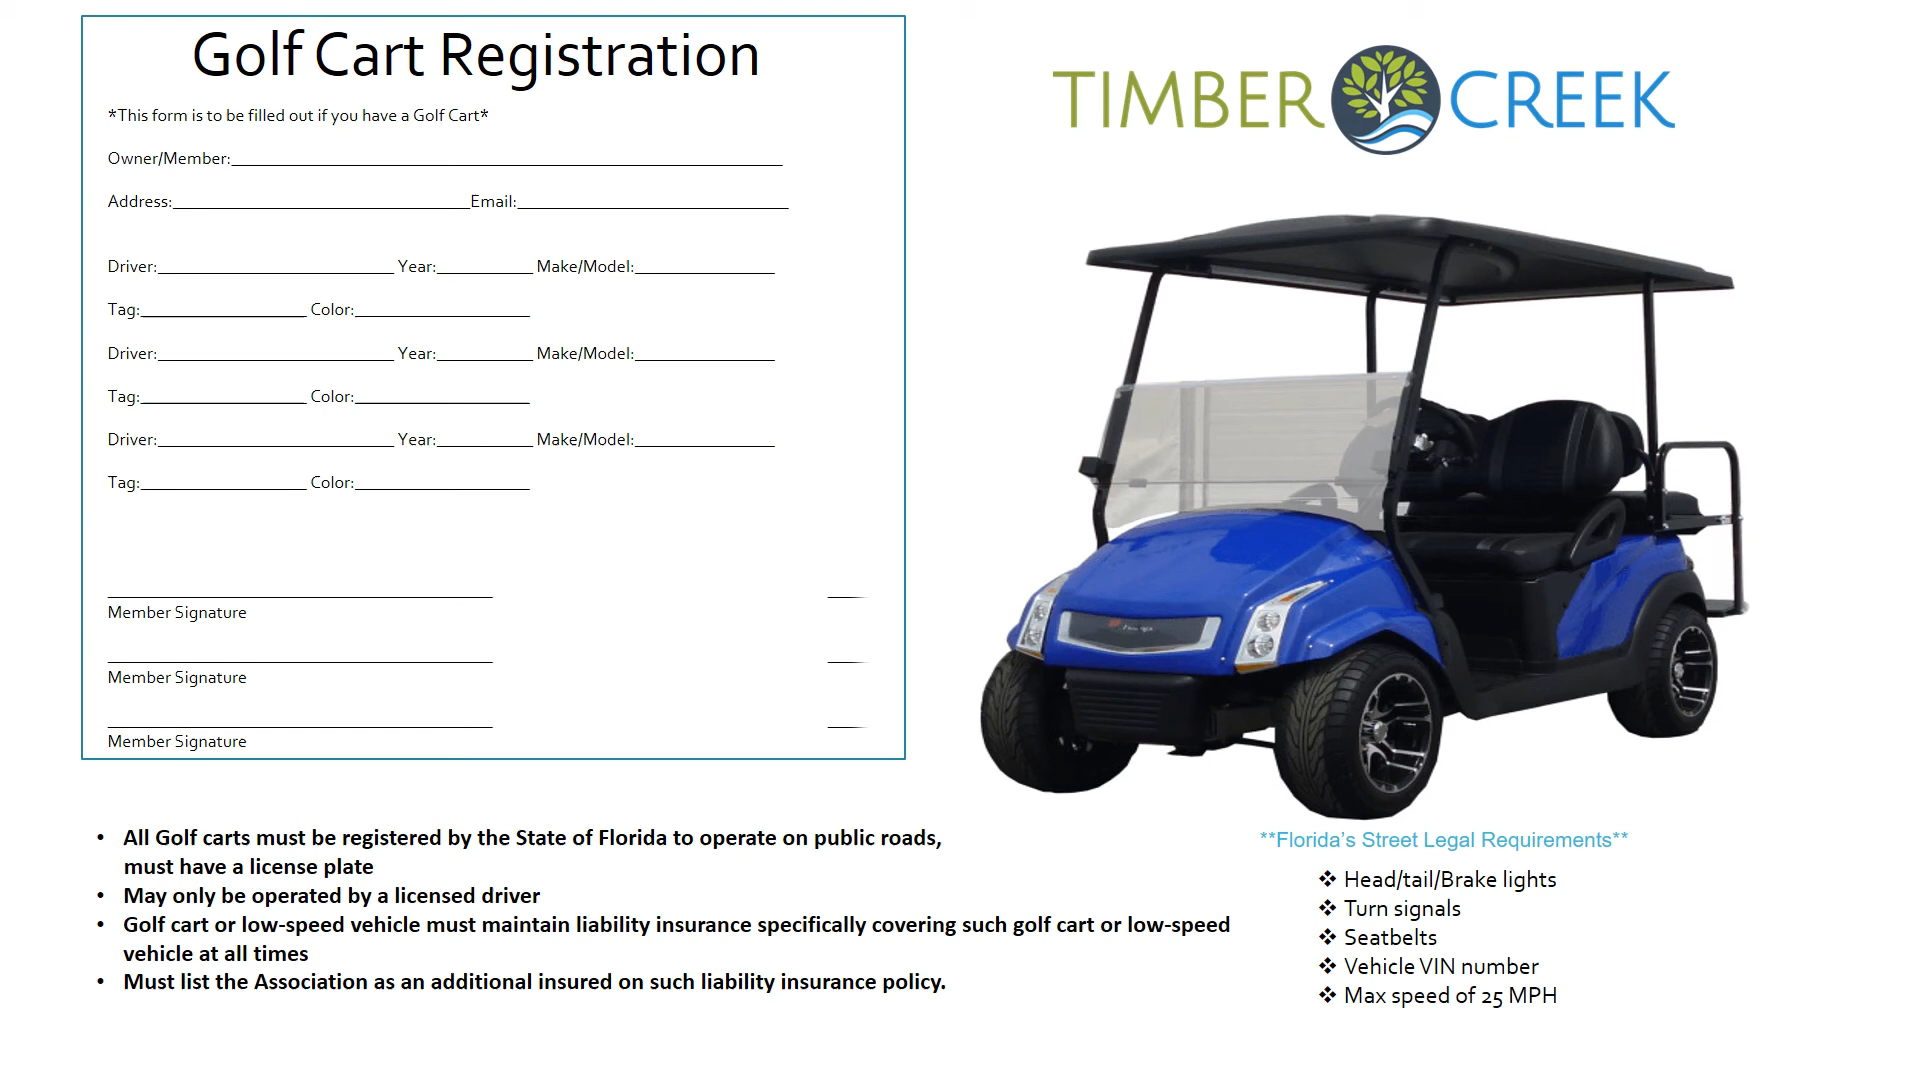 Golf Cart Registration
*This form is to be filled out if you have a Golf Cart*
Owner/Member:
Address: Email:
Driver: Year: Make/Model:
Tag: Color:
Driver: Year: Make/Model:
Tag: Color:
Driver: Year: Make/Model:
Tag: Color:
Member Signature
Member Signature
Member Signature
TIMBER CREEK
• All Golf carts must be registered by the State of Florida to operate on public roads,
must have a license plate
• May only be operated by a licensed driver
• Golf cart or low-speed vehicle must maintain liability insurance specifically covering such golf cart or low-speed
vehicle at all times
• Must list the Association as an additional insured on such liability insurance policy.
**Florida's Street Legal Requirements**
❖ Head/tail/Brake lights
❖ Turn signals
❖ Seatbelts
❖ Vehicle VIN number
❖ Max speed of 25 MPH